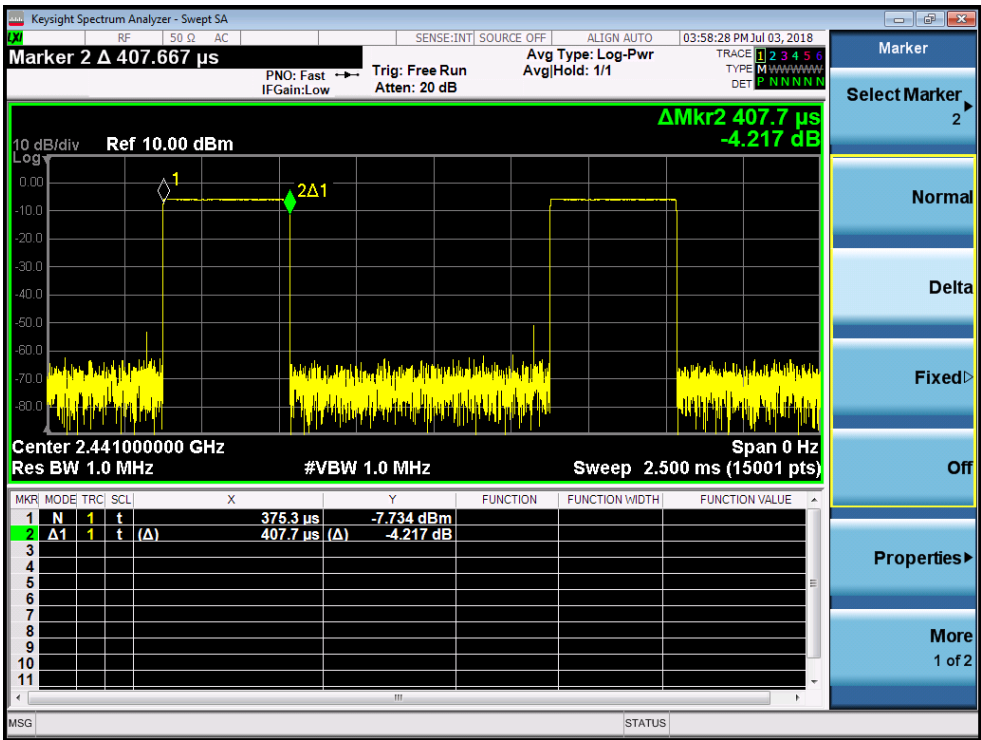 Keysight Spectrum Analyzer - Swept SA
LXI RF 50 Ω AC SENSE:INT SOURCE OFF ALIGN AUTO 03:58:28 PM Jul 03, 2018
Marker 2 Δ 407.667 µs
PNO: Fast
IFGain:Low
Trig: Free Run
Atten: 20 dB
Avg Type: Log-Pwr
Avg|Hold: 1/1
TRACE 1 2 3 4 5 6
TYPE M WWWWW
DET P N N N N N
ΔMkr2 407.7 µs
-4.217 dB
10 dB/div Ref 10.00 dBm
Log
0.00
-10.0
-20.0
-30.0
-40.0
-50.0
-60.0
-70.0
-80.0
1
2Δ1
Center 2.441000000 GHz Span 0 Hz
Res BW 1.0 MHz #VBW 1.0 MHz Sweep 2.500 ms (15001 pts)
MKR MODE TRC SCL X Y FUNCTION FUNCTION WIDTH FUNCTION VALUE
1 N 1 t 375.3 µs -7.734 dBm
2 Δ1 1 t (Δ) 407.7 µs (Δ) -4.217 dB
3
4
5
6
7
8
9
10
11
MSG STATUS
Marker
Select Marker
2
Normal
Delta
Fixed
Off
Properties
More
1 of 2